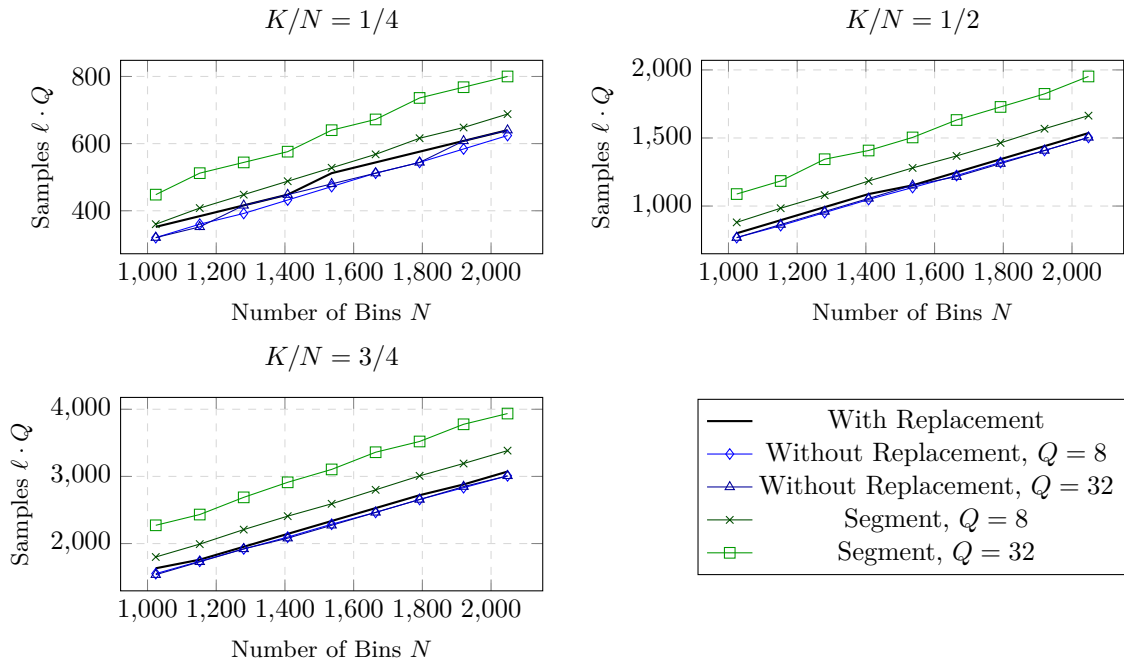 K/N = 1/4
800
600
400
Samples ℓ · Q
1,000 1,200 1,400 1,600 1,800 2,000
Number of Bins N
K/N = 1/2
2,000
1,500
1,000
Samples ℓ · Q
1,000 1,200 1,400 1,600 1,800 2,000
Number of Bins N
K/N = 3/4
4,000
3,000
2,000
Samples ℓ · Q
1,000 1,200 1,400 1,600 1,800 2,000
Number of Bins N
With Replacement
Without Replacement, Q = 8
Without Replacement, Q = 32
Segment, Q = 8
Segment, Q = 32